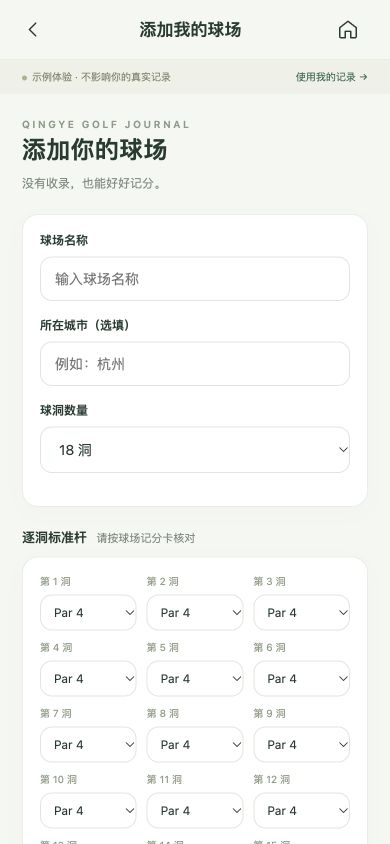 添加我的球场
示例体验 · 不影响你的真实记录
使用我的记录 →
QINGYE GOLF JOURNAL
添加你的球场
没有收录，也能好好记分。
球场名称
输入球场名称
所在城市（选填）
例如：杭州
球洞数量
18 洞
逐洞标准杆 请按球场记分卡核对
第 1 洞 第 2 洞 第 3 洞
Par 4 Par 4 Par 4
第 4 洞 第 5 洞 第 6 洞
Par 4 Par 4 Par 4
第 7 洞 第 8 洞 第 9 洞
Par 4 Par 4 Par 4
第 10 洞 第 11 洞 第 12 洞
Par 4 Par 4 Par 4